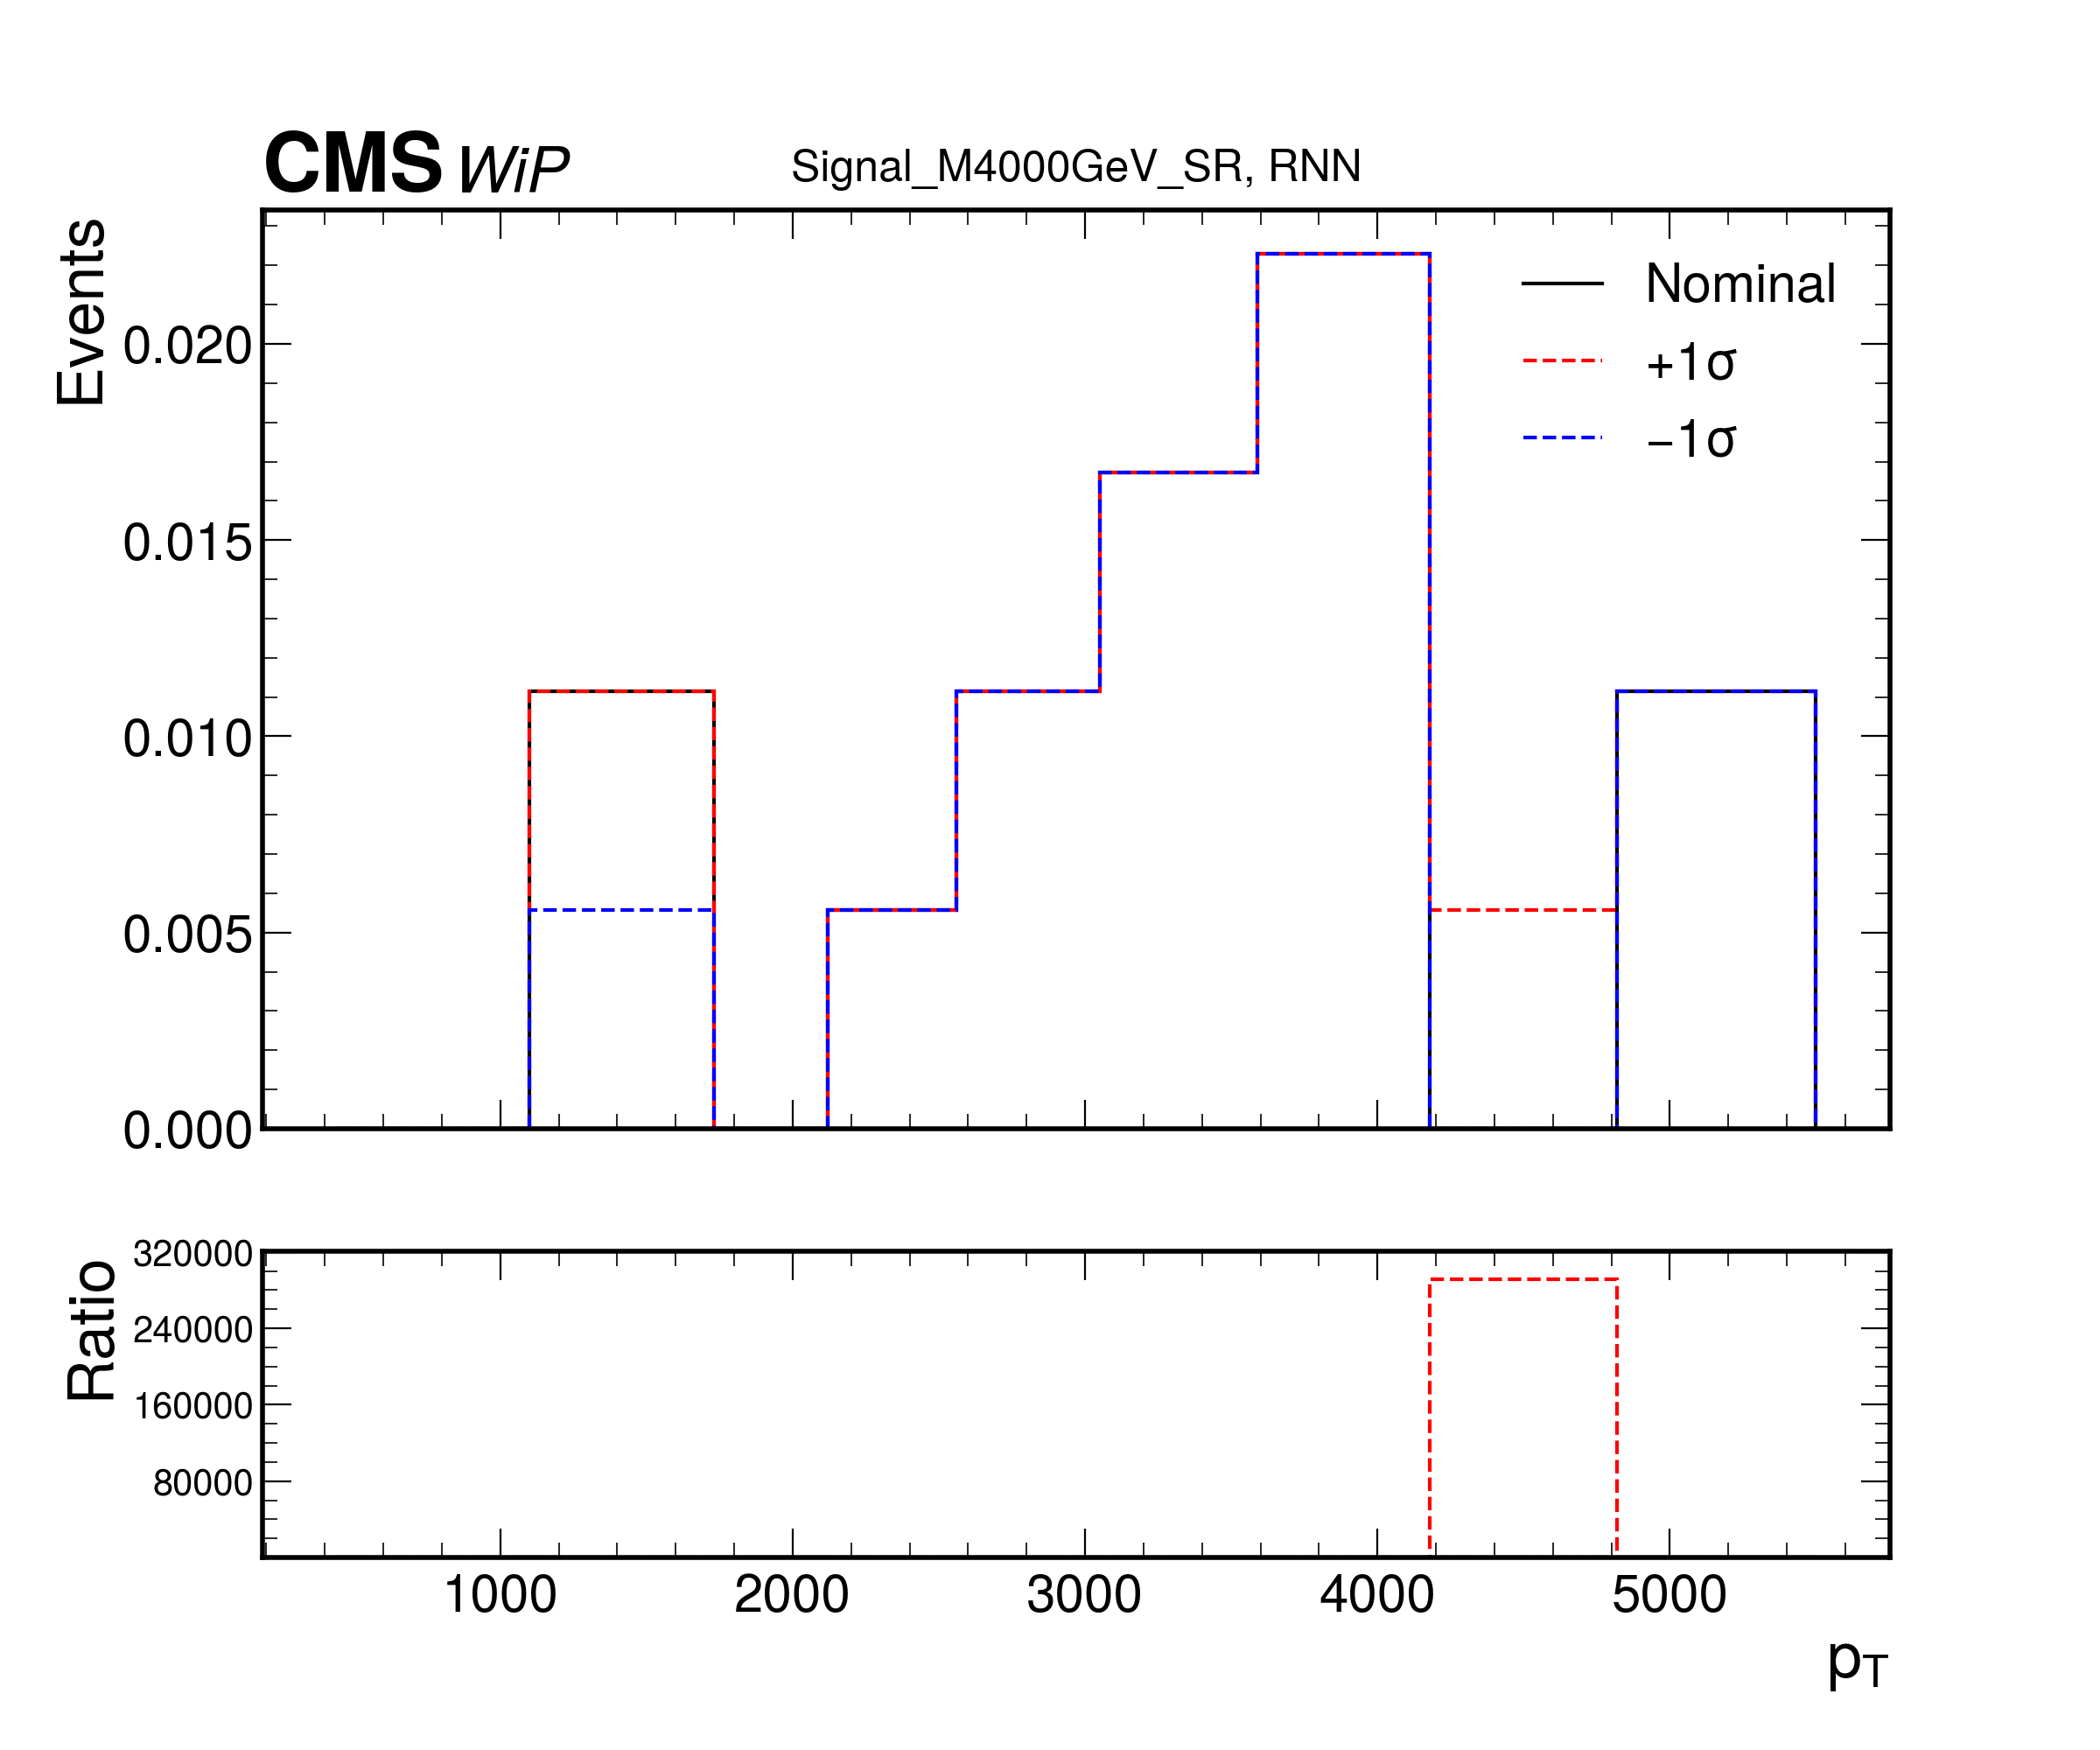 CMS WiP
Signal_M4000GeV_SR, RNN
Events
0.020
0.015
0.010
0.005
0.000
Nominal
+1σ
−1σ
Ratio
320000
240000
160000
80000
1000 2000 3000 4000 5000
pT